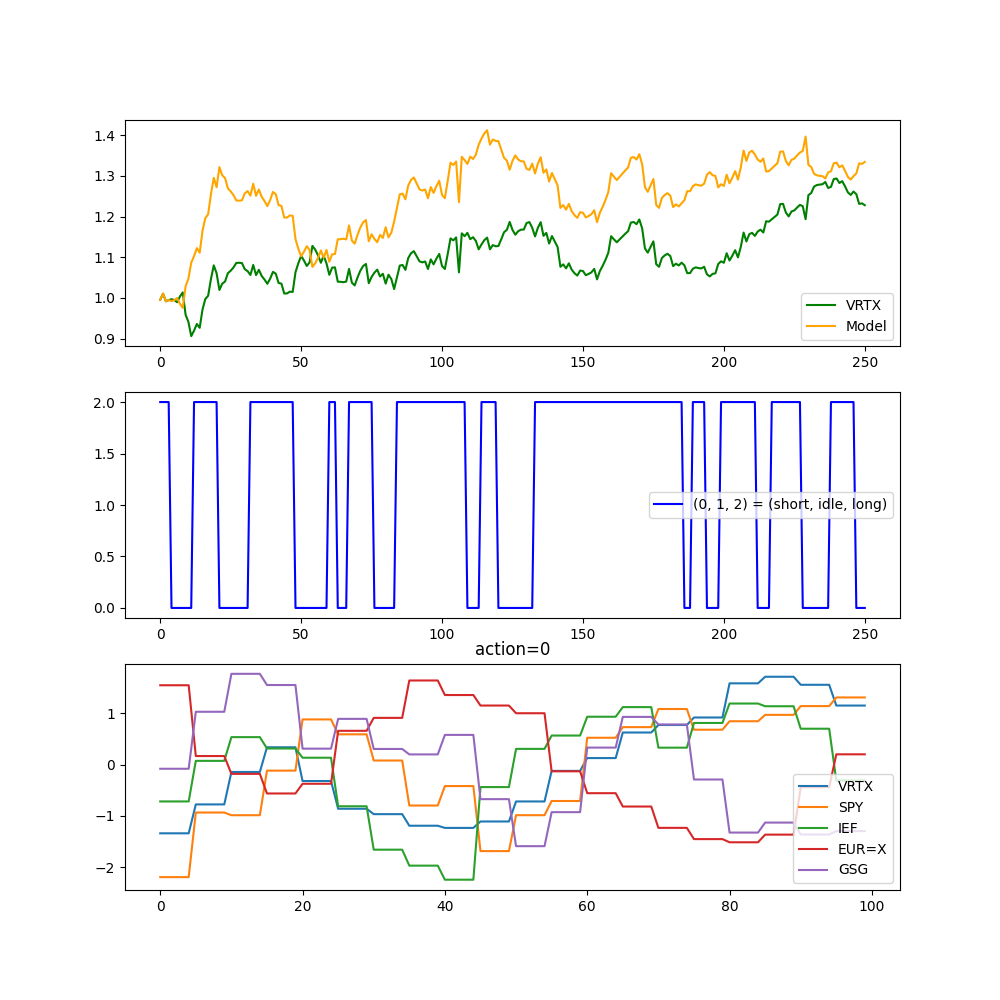 1.4
1.3
1.2
1.1
1.0
0.9
VRTX
Model
0 50 100 150 200 250
2.0
1.5
1.0
0.5
0.0
(0, 1, 2) = (short, idle, long)
0 50 100 150 200 250
action=0
1
0
−1
−2
VRTX
SPY
IEF
EUR=X
GSG
0 20 40 60 80 100